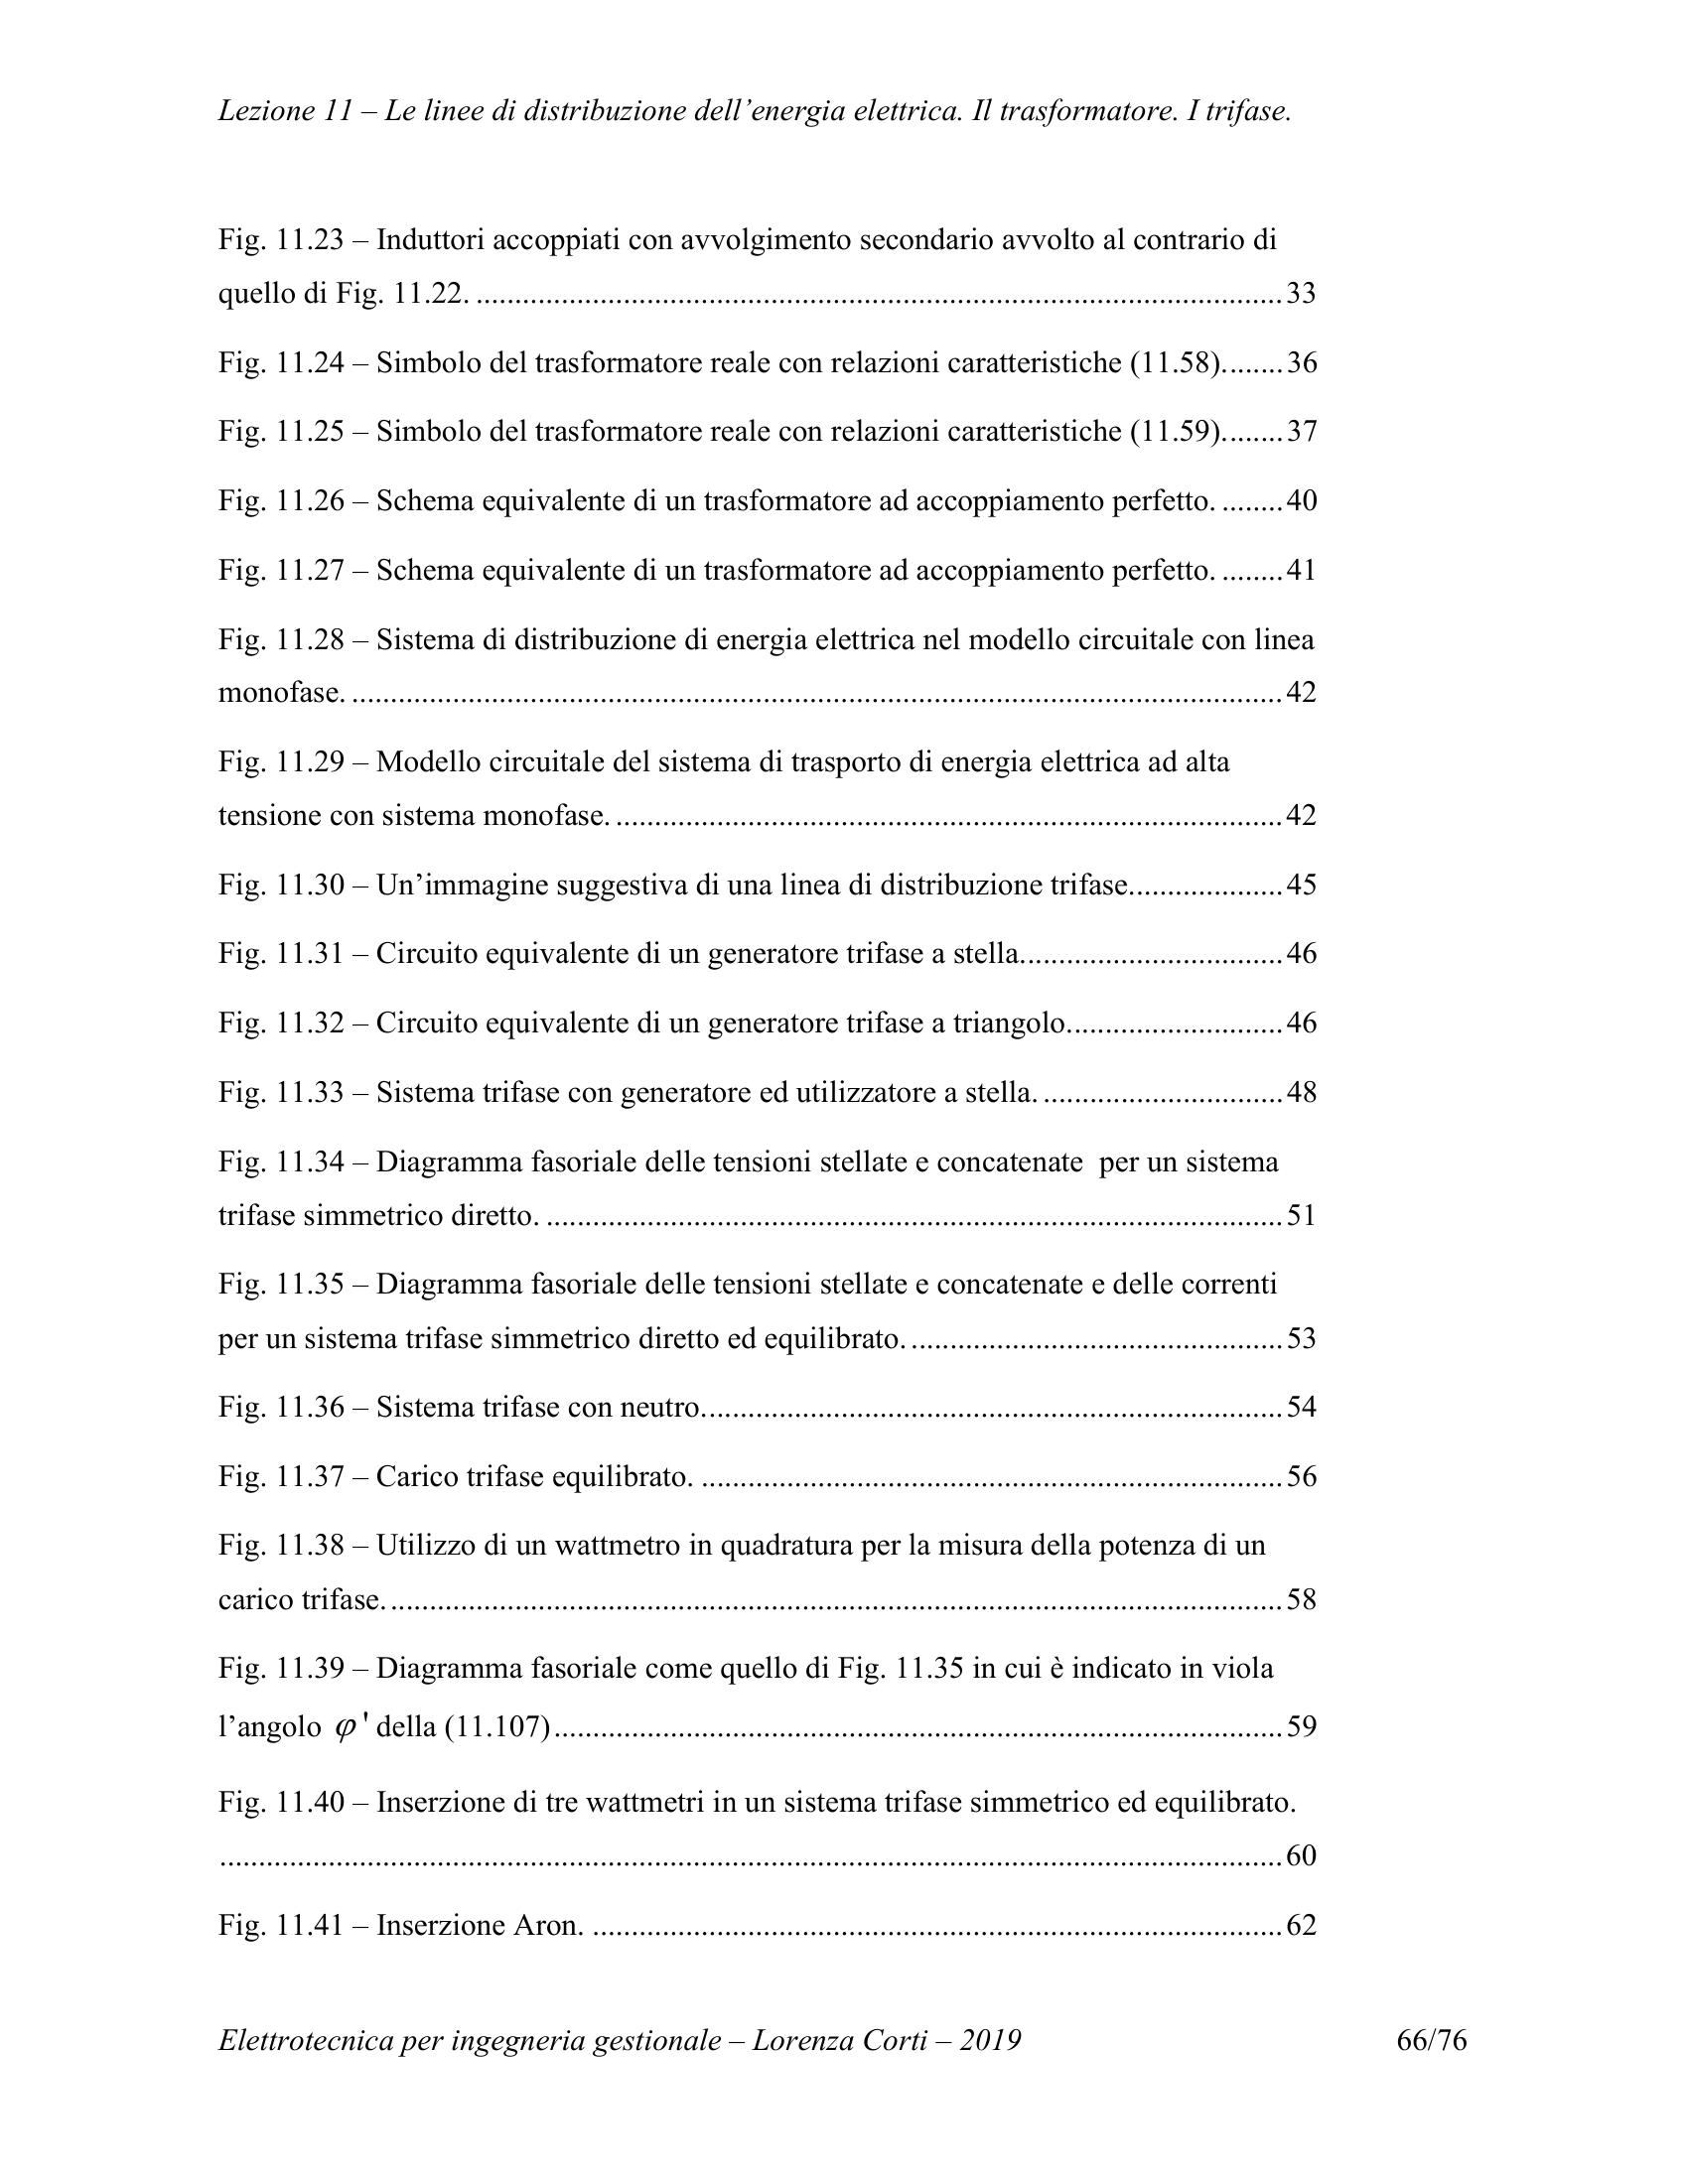 Lezione 11 – Le linee di distribuzione dell’energia elettrica. Il trasformatore. I trifase.
Fig. 11.23 – Induttori accoppiati con avvolgimento secondario avvolto al contrario di
quello di Fig. 11.22. ........................................................................................................33
Fig. 11.24 – Simbolo del trasformatore reale con relazioni caratteristiche (11.58)........36
Fig. 11.25 – Simbolo del trasformatore reale con relazioni caratteristiche (11.59)........37
Fig. 11.26 – Schema equivalente di un trasformatore ad accoppiamento perfetto. ........40
Fig. 11.27 – Schema equivalente di un trasformatore ad accoppiamento perfetto. ........41
Fig. 11.28 – Sistema di distribuzione di energia elettrica nel modello circuitale con linea
monofase. ........................................................................................................................42
Fig. 11.29 – Modello circuitale del sistema di trasporto di energia elettrica ad alta
tensione con sistema monofase. ......................................................................................42
Fig. 11.30 – Un’immagine suggestiva di una linea di distribuzione trifase....................45
Fig. 11.31 – Circuito equivalente di un generatore trifase a stella..................................46
Fig. 11.32 – Circuito equivalente di un generatore trifase a triangolo............................46
Fig. 11.33 – Sistema trifase con generatore ed utilizzatore a stella. ...............................48
Fig. 11.34 – Diagramma fasoriale delle tensioni stellate e concatenate  per un sistema
trifase simmetrico diretto. ...............................................................................................51
Fig. 11.35 – Diagramma fasoriale delle tensioni stellate e concatenate e delle correnti
per un sistema trifase simmetrico diretto ed equilibrato. ................................................53
Fig. 11.36 – Sistema trifase con neutro...........................................................................54
Fig. 11.37 – Carico trifase equilibrato. ...........................................................................56
Fig. 11.38 – Utilizzo di un wattmetro in quadratura per la misura della potenza di un
carico trifase. ...................................................................................................................58
Fig. 11.39 – Diagramma fasoriale come quello di Fig. 11.35 in cui è indicato in viola
l’angolo φ' della (11.107)..............................................................................................59
Fig. 11.40 – Inserzione di tre wattmetri in un sistema trifase simmetrico ed equilibrato.
.........................................................................................................................................60
Fig. 11.41 – Inserzione Aron. .........................................................................................62
Elettrotecnica per ingegneria gestionale – Lorenza Corti – 2019 66/76